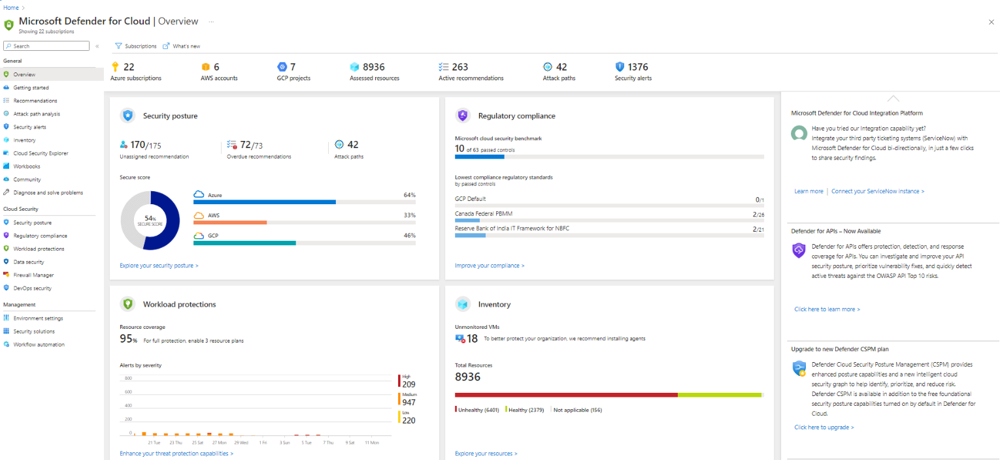 Home >
Microsoft Defender for Cloud | Overview ...
Showing 22 subscriptions
Search «
General
Overview
Getting started
Recommendations
Attack path analysis
Security alerts
Inventory
Cloud Security Explorer
Workbooks
Community
Diagnose and solve problems
Cloud Security
Security posture
Regulatory compliance
Workload protections
Data security
Firewall Manager
DevOps security
Management
Environment settings
Security solutions
Workflow automation
Subscriptions What's new
22
Azure subscriptions
6
AWS accounts
7
GCP projects
8936
Assessed resources
263
Active recommendations
42
Attack paths
1376
Security alerts
Security posture
170/175
Unassigned recommendation
72/73
Overdue recommendations
42
Attack paths
Secure score
54%
SECURE SCORE
Azure 64%
AWS 33%
GCP 46%
Explore your security posture >
Regulatory compliance
Microsoft cloud security benchmark
10 of 63 passed controls
Lowest compliance regulatory standards
by passed controls
GCP Default 0/1
Canada Federal PBMM 2/26
Reserve Bank of India IT Framework for NBFC 2/21
Improve your compliance >
Workload protections
Resource coverage
95% For full protection, enable 3 resource plans
Alerts by severity
800
600
400
200
0
21 Tue 23 Thu 25 Sat 27 Mon 29 Wed 1 Fri 3 Sun 5 Tue 7 Thu 9 Sat 11 Mon
High
209
Medium
947
Low
220
Enhance your threat protection capabilities >
Inventory
Unmonitored VMs
18 To better protect your organization, we recommend installing agents
Total Resources
8936
Unhealthy (6401) Healthy (2379) Not applicable (156)
Explore your resources >
Microsoft Defender for Cloud Integration Platform
Have you tried our Integration capability yet?
Integrate your third party ticketing systems (ServiceNow) with
Microsoft Defender for Cloud bi-directionally, in just a few clicks
to share security findings.
Learn more | Connect your ServiceNow instance >
Defender for APIs – Now Available
Defender for APIs offers protection, detection, and response
coverage for APIs. You can investigate and improve your API
security posture, prioritize vulnerability fixes, and quickly detect
active threats against the OWASP API Top 10 risks.
Click here to learn more >
Upgrade to new Defender CSPM plan
Defender Cloud Security Posture Management (CSPM) provides
enhanced posture capabilities and a new intelligent cloud
security graph to help identify, prioritize, and reduce risk.
Defender CSPM is available in addition to the free foundational
security posture capabilities turned on by default in Defender for
Cloud.
Click here to upgrade >